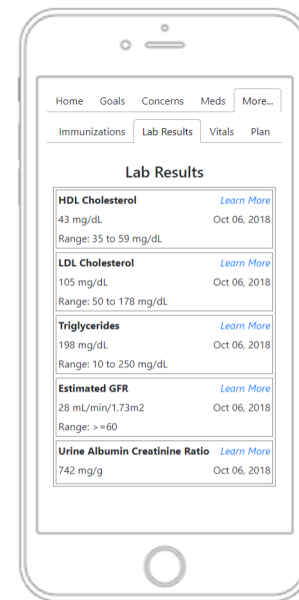 Home Goals Concerns Meds More...
Immunizations Lab Results Vitals Plan
Lab Results
HDL Cholesterol Learn More
43 mg/dL Oct 06, 2018
Range: 35 to 59 mg/dL
LDL Cholesterol Learn More
105 mg/dL Oct 06, 2018
Range: 50 to 178 mg/dL
Triglycerides Learn More
198 mg/dL Oct 06, 2018
Range: 10 to 250 mg/dL
Estimated GFR Learn More
28 mL/min/1.73m2 Oct 06, 2018
Range: >=60
Urine Albumin Creatinine Ratio Learn More
742 mg/g Oct 06, 2018